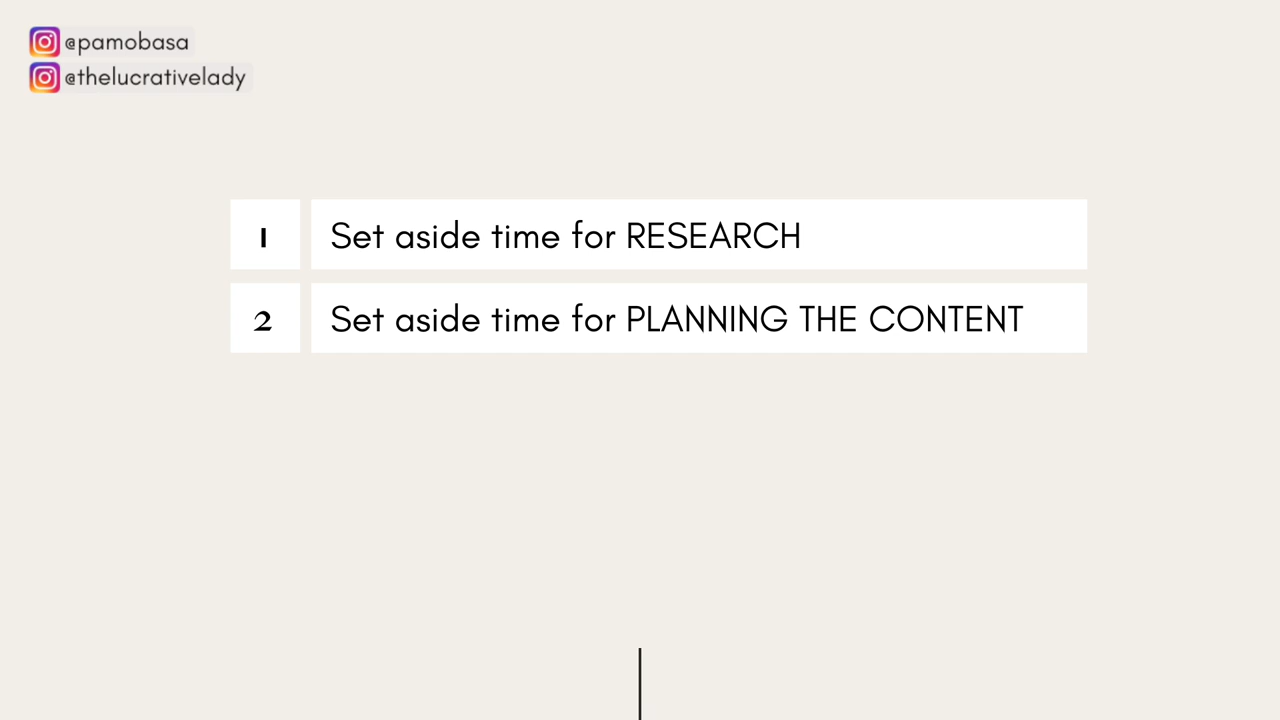 @pamobasa
@thelucrativelady
1 Set aside time for RESEARCH
2 Set aside time for PLANNING THE CONTENT